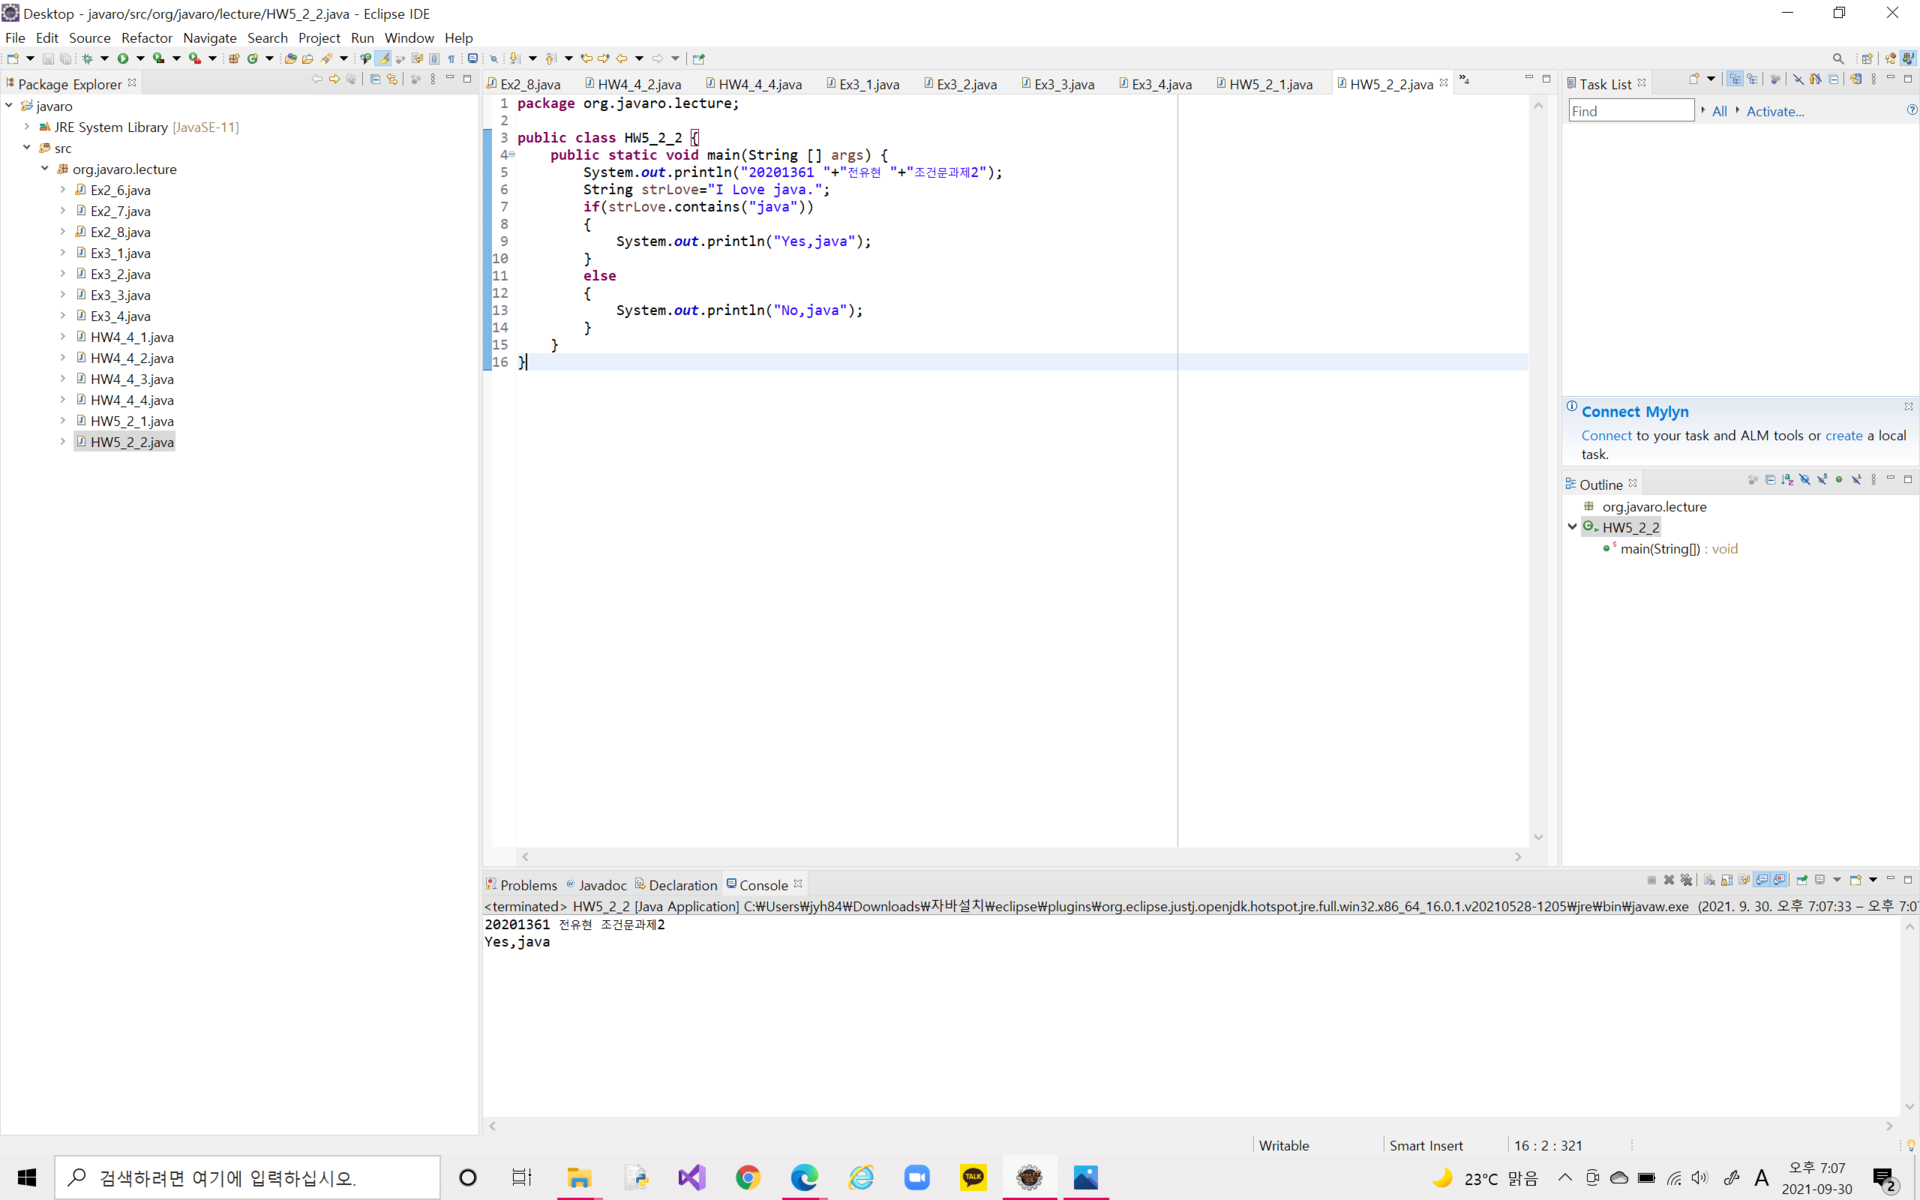 Desktop - javaro/src/org/javaro/lecture/HW5_2_2.java - Eclipse IDE
File Edit Source Refactor Navigate Search Project Run Window Help
Package Explorer
javaro
JRE System Library [JavaSE-11]
src
org.javaro.lecture
Ex2_6.java
Ex2_7.java
Ex2_8.java
Ex3_1.java
Ex3_2.java
Ex3_3.java
Ex3_4.java
HW4_4_1.java
HW4_4_2.java
HW4_4_3.java
HW4_4_4.java
HW5_2_1.java
HW5_2_2.java
Ex2_8.java HW4_4_2.java HW4_4_4.java Ex3_1.java Ex3_2.java Ex3_3.java Ex3_4.java HW5_2_1.java HW5_2_2.java »4
1 package org.javaro.lecture;
2
3 public class HW5_2_2 {
4 public static void main(String [] args) {
5 System.out.println("20201361 "+"전유현 "+"조건문과제2");
6 String strLove="I Love java.";
7 if(strLove.contains("java"))
8 {
9 System.out.println("Yes,java");
10 }
11 else
12 {
13 System.out.println("No,java");
14 }
15 }
16 }
Task List
Find All Activate...
Connect Mylyn
Connect to your task and ALM tools or create a local
task.
Outline
org.javaro.lecture
HW5_2_2
main(String[]) : void
Problems Javadoc Declaration Console
<terminated> HW5_2_2 [Java Application] C:₩Users₩jyh84₩Downloads₩자바설치₩eclipse₩plugins₩org.eclipse.justj.openjdk.hotspot.jre.full.win32.x86_64_16.0.1.v20210528-1205₩jre₩bin₩javaw.exe (2021. 9. 30. 오후 7:07:33 – 오후 7:0
20201361 전유현 조건문과제2
Yes,java
Writable Smart Insert 16 : 2 : 321
검색하려면 여기에 입력하십시오.
TALK
23°C 맑음
A
오후 7:07
2021-09-30
2